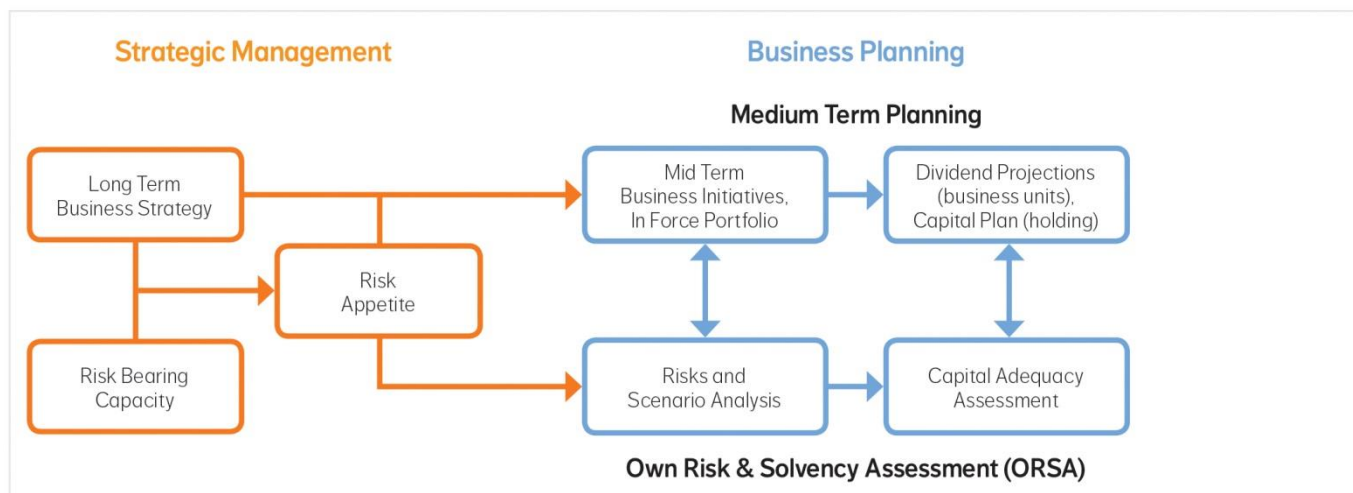 Strategic Management
Business Planning
Medium Term Planning
Long Term
Business Strategy
Mid Term
Business Initiatives,
In Force Portfolio
Dividend Projections
(business units),
Capital Plan (holding)
Risk
Appetite
Risk Bearing
Capacity
Risks and
Scenario Analysis
Capital Adequacy
Assessment
Own Risk & Solvency Assessment (ORSA)